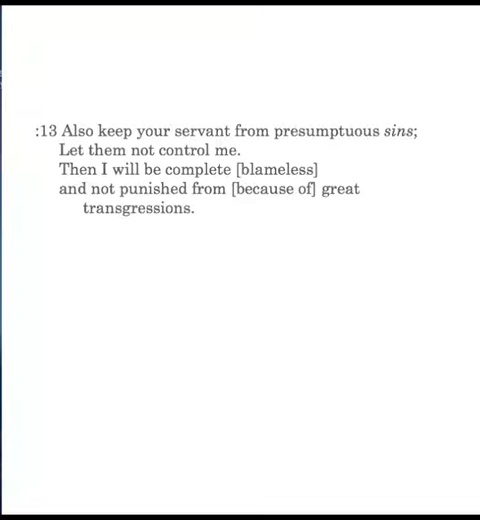 :13 Also keep your servant from presumptuous sins;
Let them not control me.
Then I will be complete [blameless]
and not punished from [because of] great
transgressions.